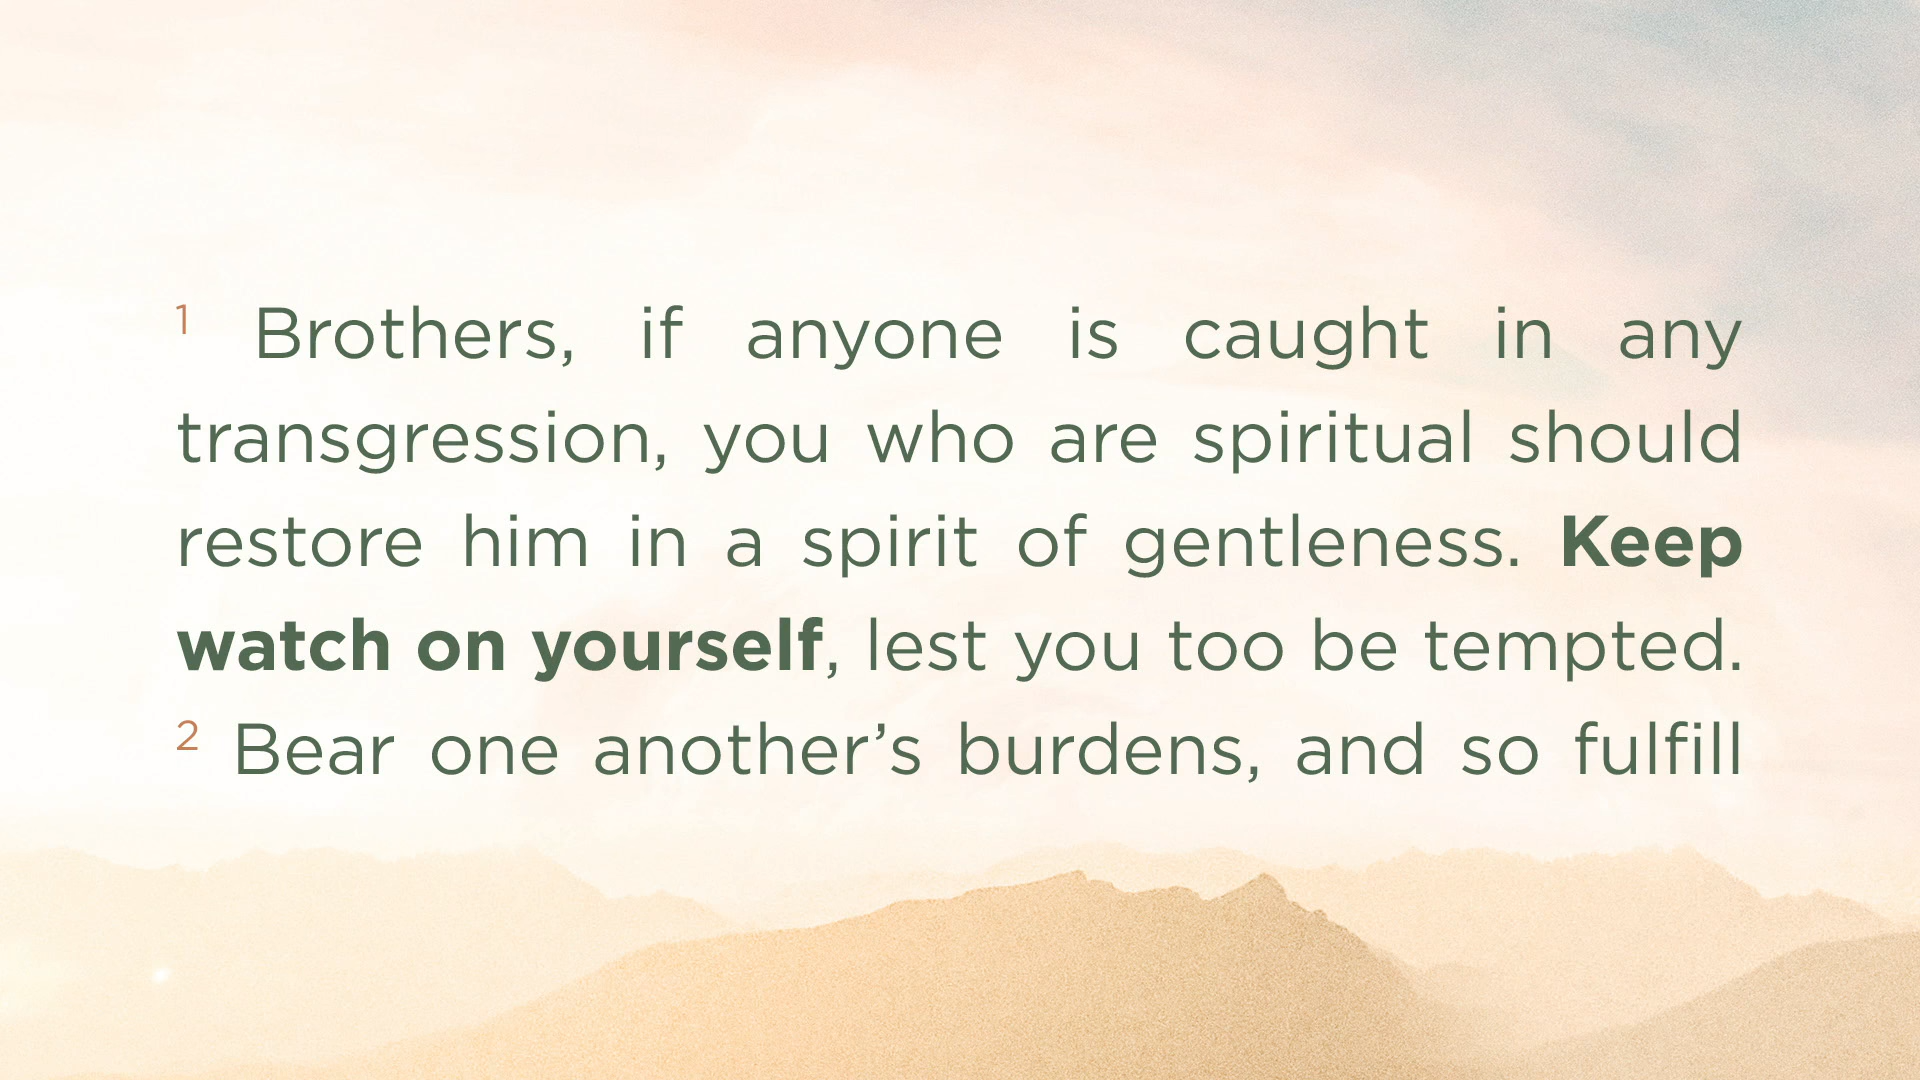 1 Brothers, if anyone is caught in any
transgression, you who are spiritual should
restore him in a spirit of gentleness. Keep
watch on yourself, lest you too be tempted.
2 Bear one another’s burdens, and so fulfill